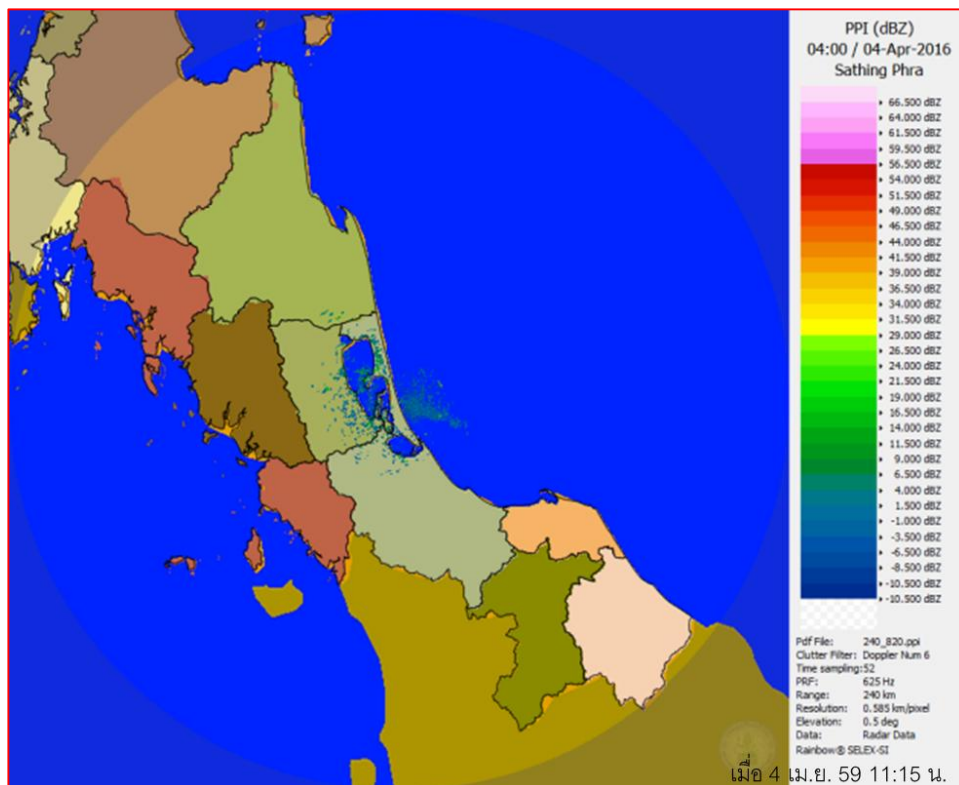 PPI (dBZ)
04:00 / 04-Apr-2016
Sathing Phra
66.500 dBZ
64.000 dBZ
61.500 dBZ
59.500 dBZ
56.500 dBZ
54.000 dBZ
51.500 dBZ
49.000 dBZ
46.500 dBZ
44.000 dBZ
41.500 dBZ
39.000 dBZ
36.500 dBZ
34.000 dBZ
31.500 dBZ
29.000 dBZ
26.500 dBZ
24.000 dBZ
21.500 dBZ
19.000 dBZ
16.500 dBZ
14.000 dBZ
11.500 dBZ
9.000 dBZ
6.500 dBZ
4.000 dBZ
1.500 dBZ
-1.000 dBZ
-3.500 dBZ
-6.500 dBZ
-8.500 dBZ
-10.500 dBZ
-10.500 dBZ
Pdf File: 240_820.ppi
Clutter Filter: Doppler Num 6
Time sampling:52
PRF: 625 Hz
Range: 240 km
Resolution: 0.585 km/pixel
Elevation: 0.5 deg
Data: Radar Data
Rainbow® SELEX-SI
เมื่อ 4 เม.ย. 59 11:15 น.